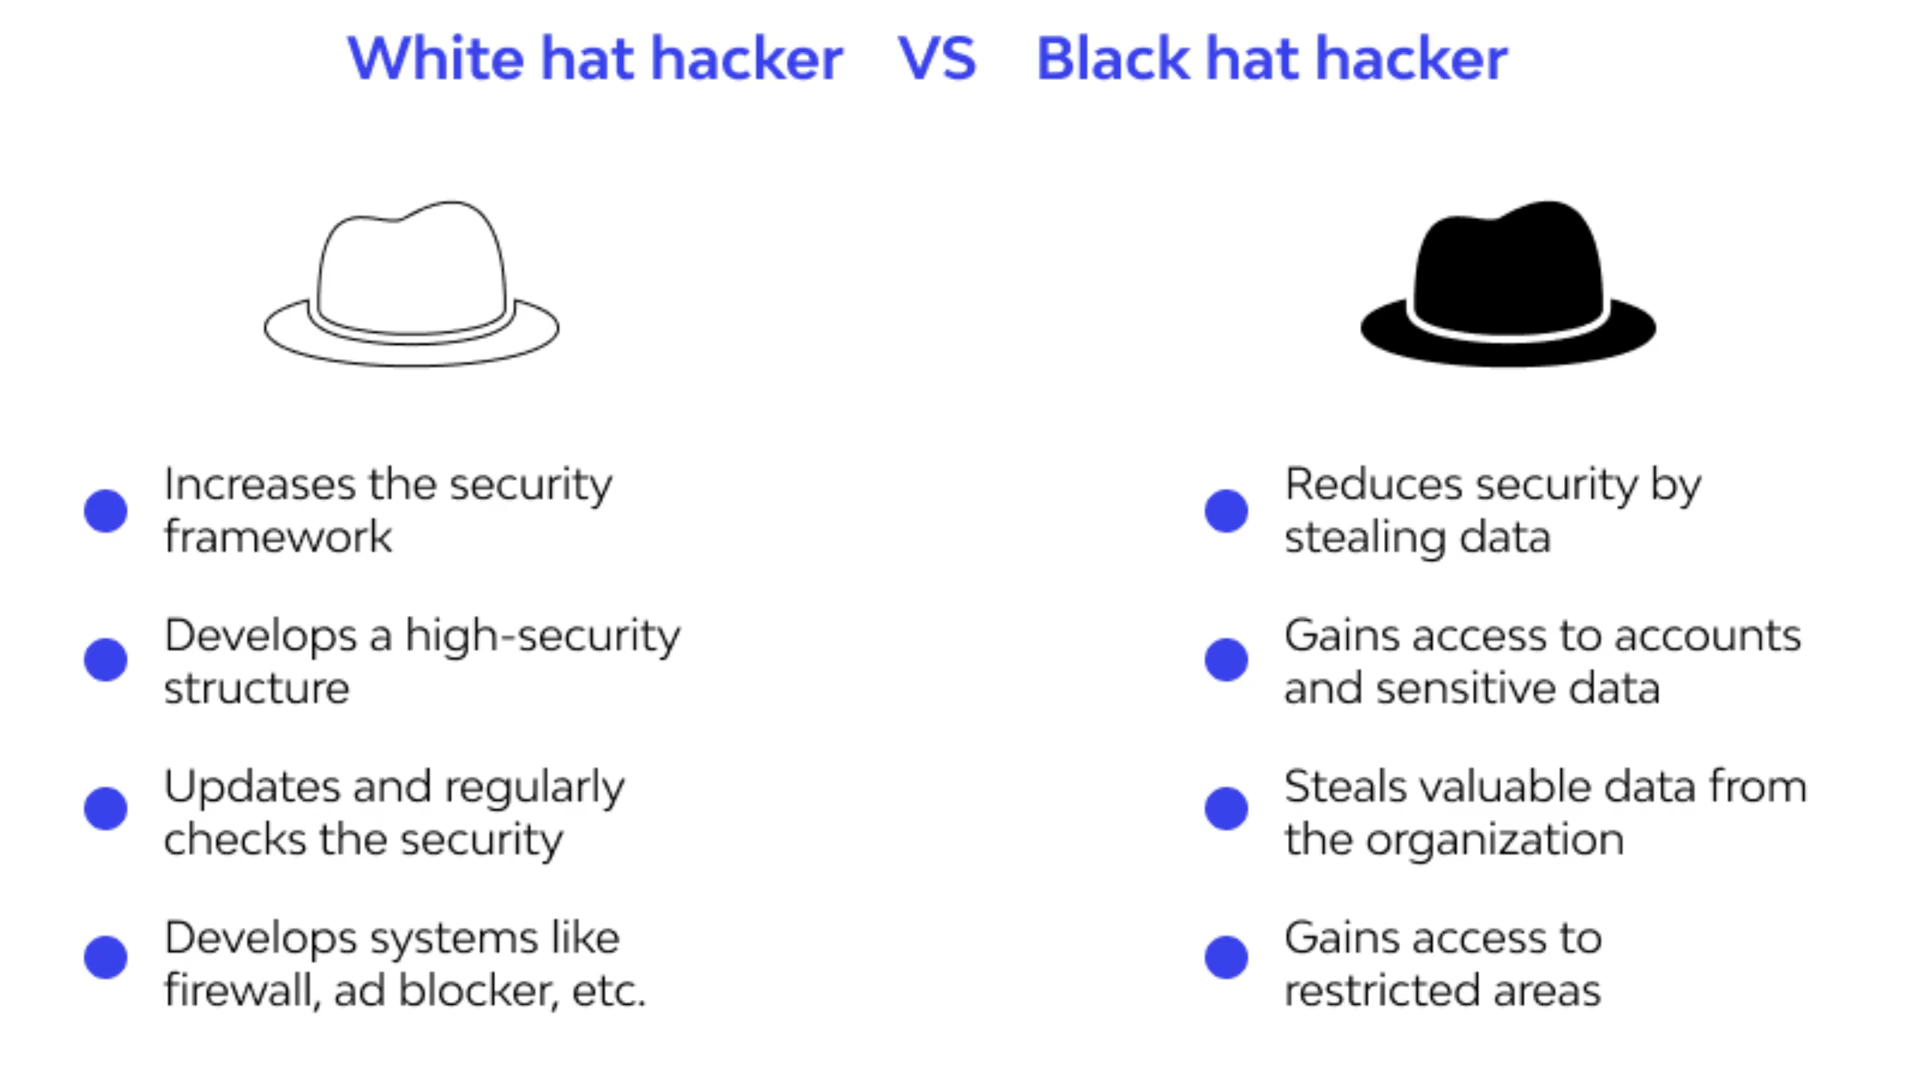 White hat hacker VS Black hat hacker
Increases the security
framework
Develops a high-security
structure
Updates and regularly
checks the security
Develops systems like
firewall, ad blocker, etc.
Reduces security by
stealing data
Gains access to accounts
and sensitive data
Steals valuable data from
the organization
Gains access to
restricted areas